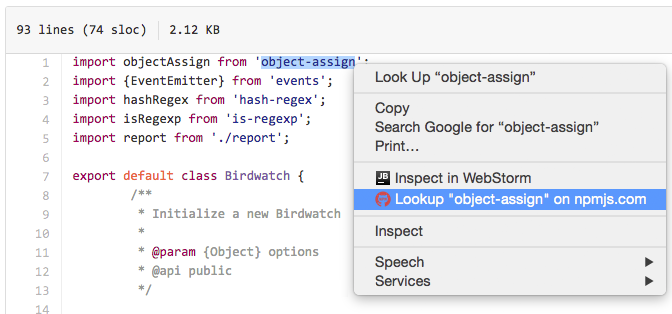 93 lines (74 sloc) 2.12 KB
1 import objectAssign from 'object-assign';
2 import {EventEmitter} from 'events';
3 import hashRegex from 'hash-regex';
4 import isRegexp from 'is-regexp';
5 import report from './report';
6
7 export default class Birdwatch {
8 /**
9 * Initialize a new Birdwatch
10 *
11 * @param {Object} options
12 * @api public
13 */
14
Look Up “object-assign”
Copy
Search Google for “object-assign”
Print…
JB Inspect in WebStorm
Lookup "object-assign" on npmjs.com
Inspect
Speech
Services